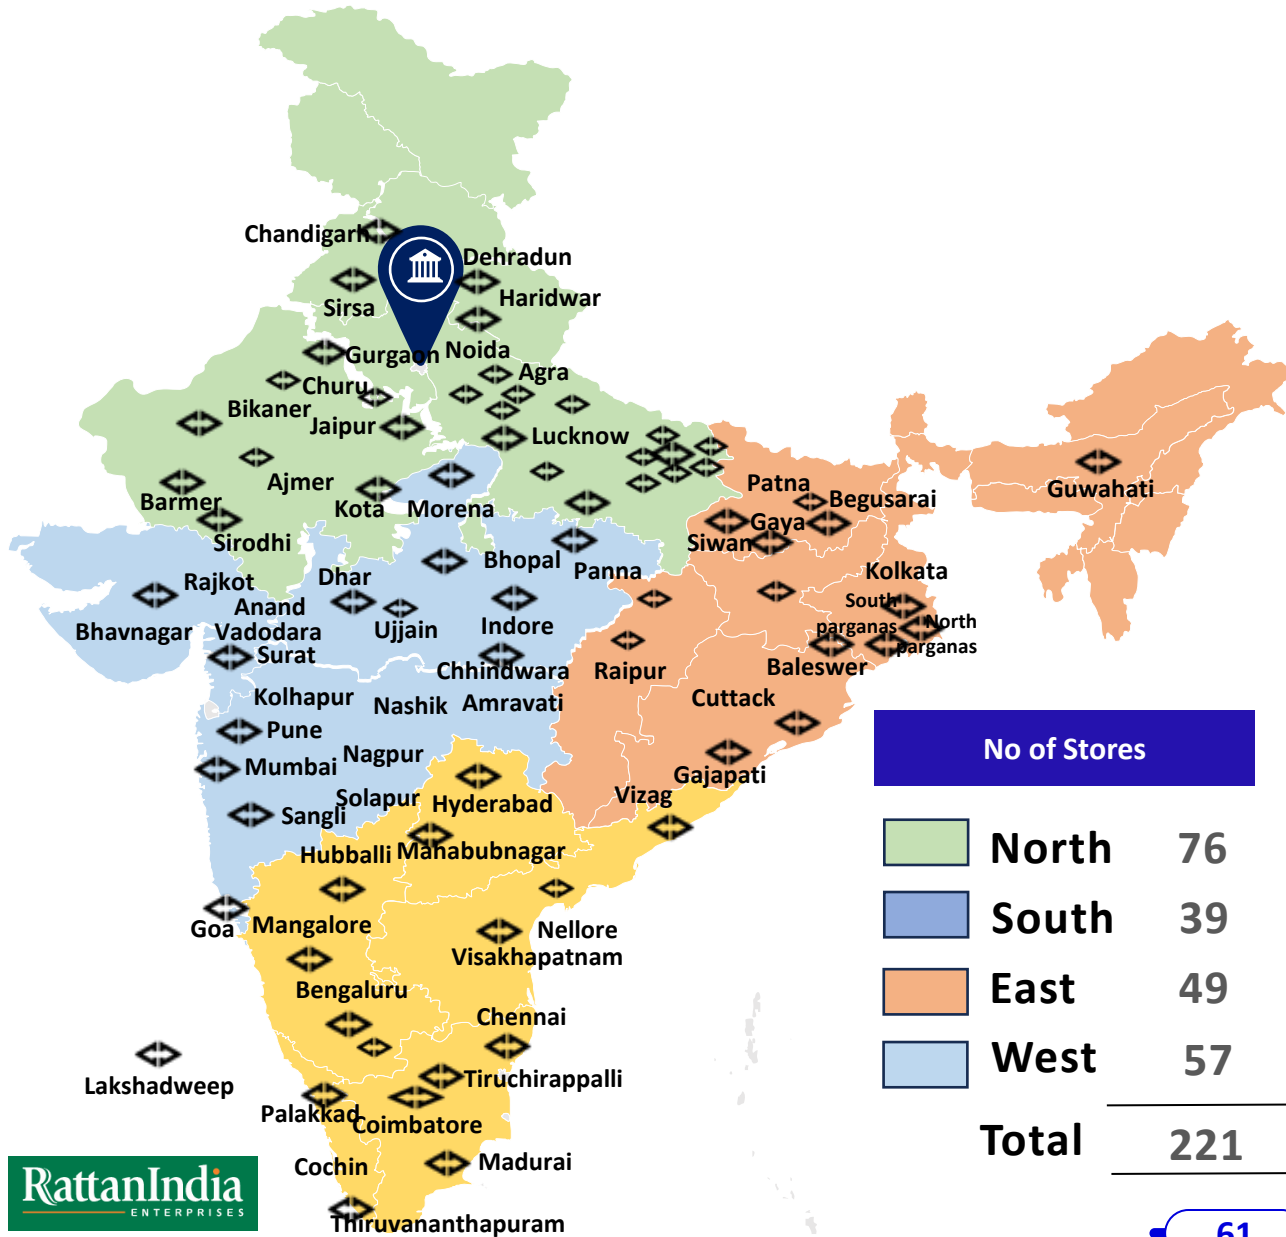 Chandigarh
Dehradun
Haridwar
Sirsa
Gurgaon
Noida
Agra
Churu
Bikaner
Jaipur
Lucknow
Ajmer
Barmer
Kota
Morena
Sirodhi
Patna
Begusarai
Gaya
Siwan
Guwahati
Bhopal
Panna
Kolkata
Rajkot
Dhar
Anand
South
parganas
North
parganas
Bhavnagar
Vadodara
Ujjain
Indore
Surat
Chhindwara
Raipur
Baleswer
Kolhapur
Nashik
Amravati
Cuttack
Pune
Nagpur
Mumbai
Gajapati
Solapur
Hyderabad
Vizag
Sangli
Hubballi
Mahabubnagar
Goa
Mangalore
Nellore
Visakhapatnam
Bengaluru
Chennai
Lakshadweep
Tiruchirappalli
Palakkad
Coimbatore
Cochin
Madurai
Thiruvananthapuram
No of Stores
North 76
South 39
East 49
West 57
Total 221
RattanIndia
ENTERPRISES
61